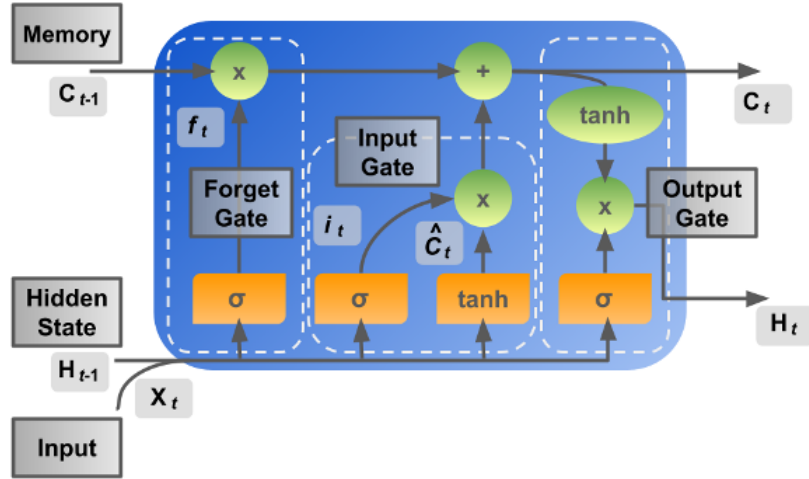 Memory
x
+
C t-1
C t
f t
tanh
Input
Gate
Forget
Gate
x
x
Output
Gate
i t
Ĉ t
Hidden
State
σ
σ
tanh
σ
H t-1
H t
X t
Input